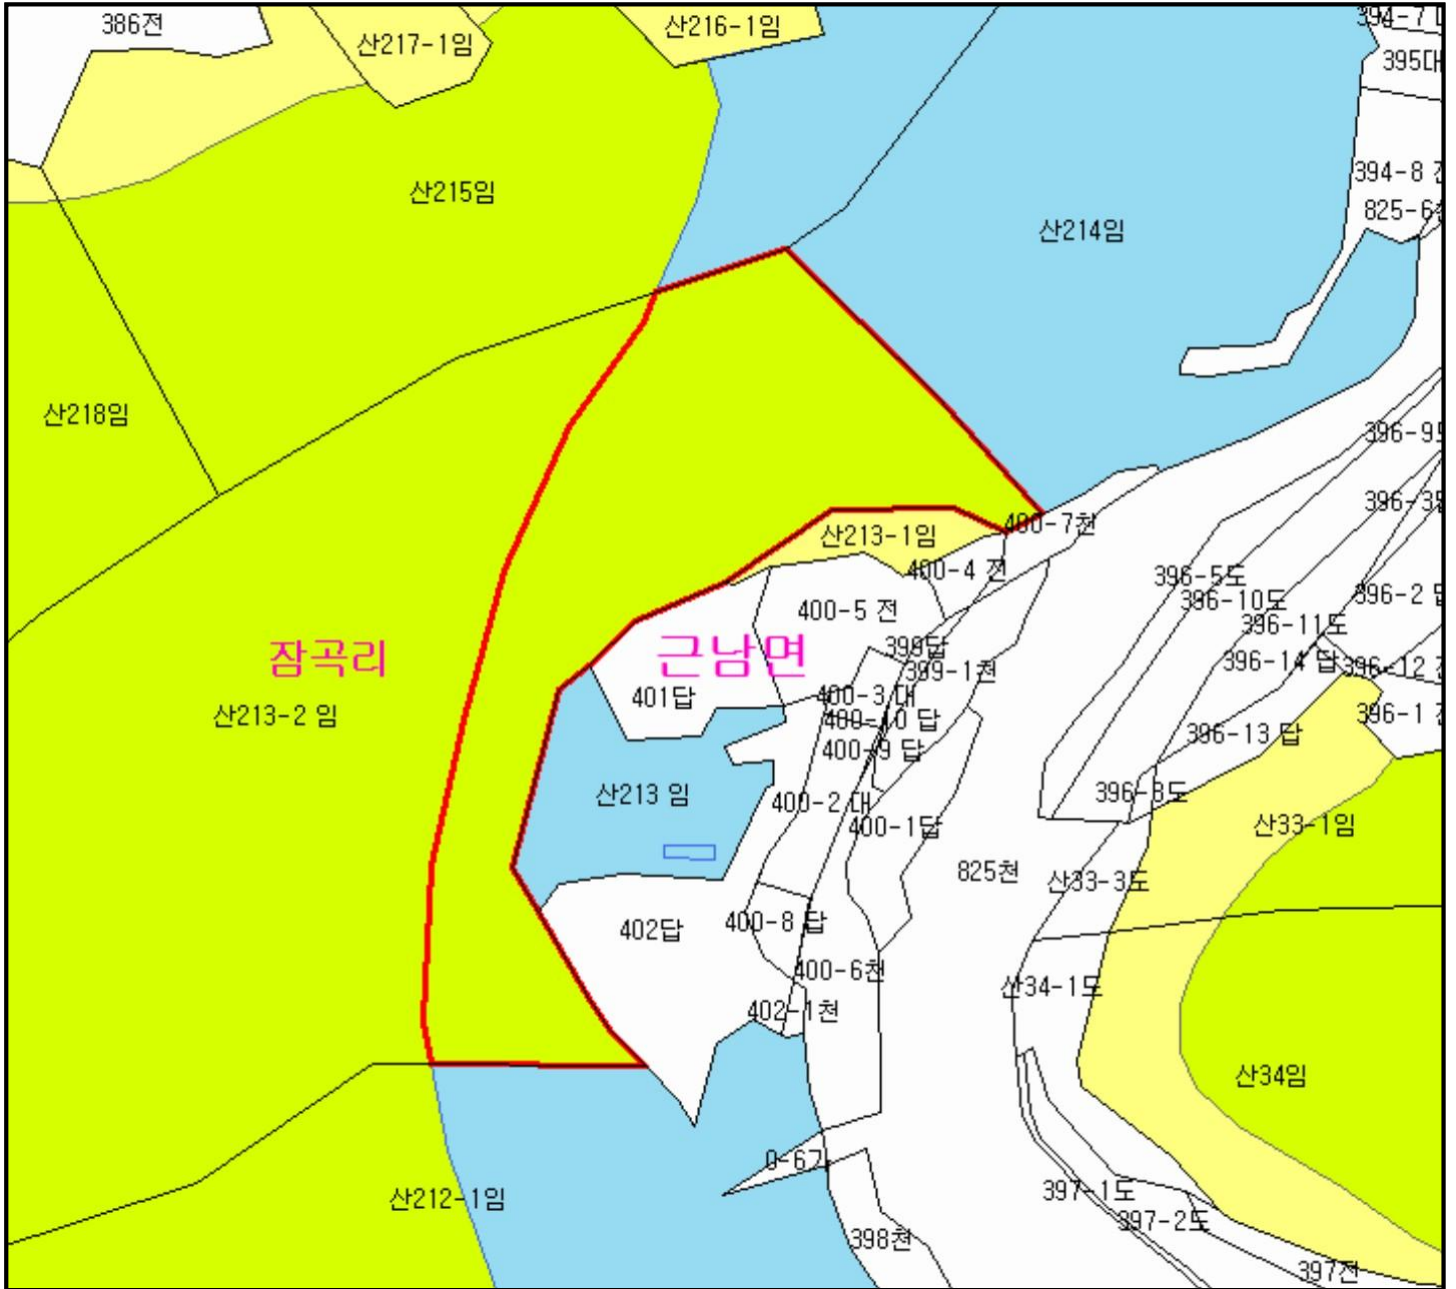 386전
산217-1임
산216-1임
394-7
395대
산215임
394-8
825-6
산214임
산218임
396-9
396-3
산213-1임
400-7천
400-4 전
396-5도
396-10도
396-2
400-5 전
396-11도
399답
396-14 답
396-12
399-1천
잠곡리
근남면
401답
400-3 대
400-10 답
396-1
산213-2 임
396-13 답
400-9 답
산213 임
400-2 대
396-8도
400-1답
산33-1임
825천
산33-3도
402답
400-8 답
400-6천
산34-1도
402-1천
산34임
0-67
산212-1임
397-1도
397-2도
398천
397전